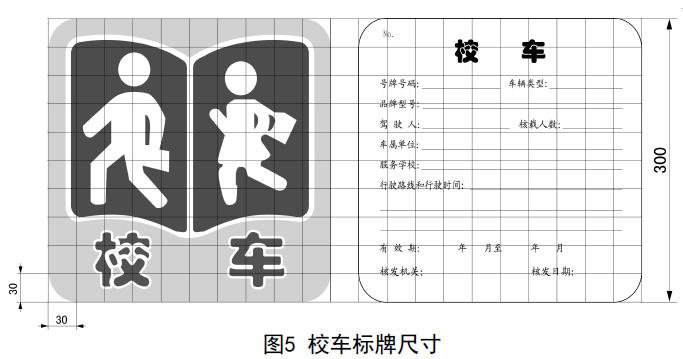 No.
校 车
号牌号码: 车辆类型:
品牌型号:
驾 驶 人: 核载人数:
车属单位:
服务学校:
行驶路线和行驶时间:
有 效 期: 年 月至 年 月
核发机关: 核发日期:
校 车
300
30
30
图5 校车标牌尺寸